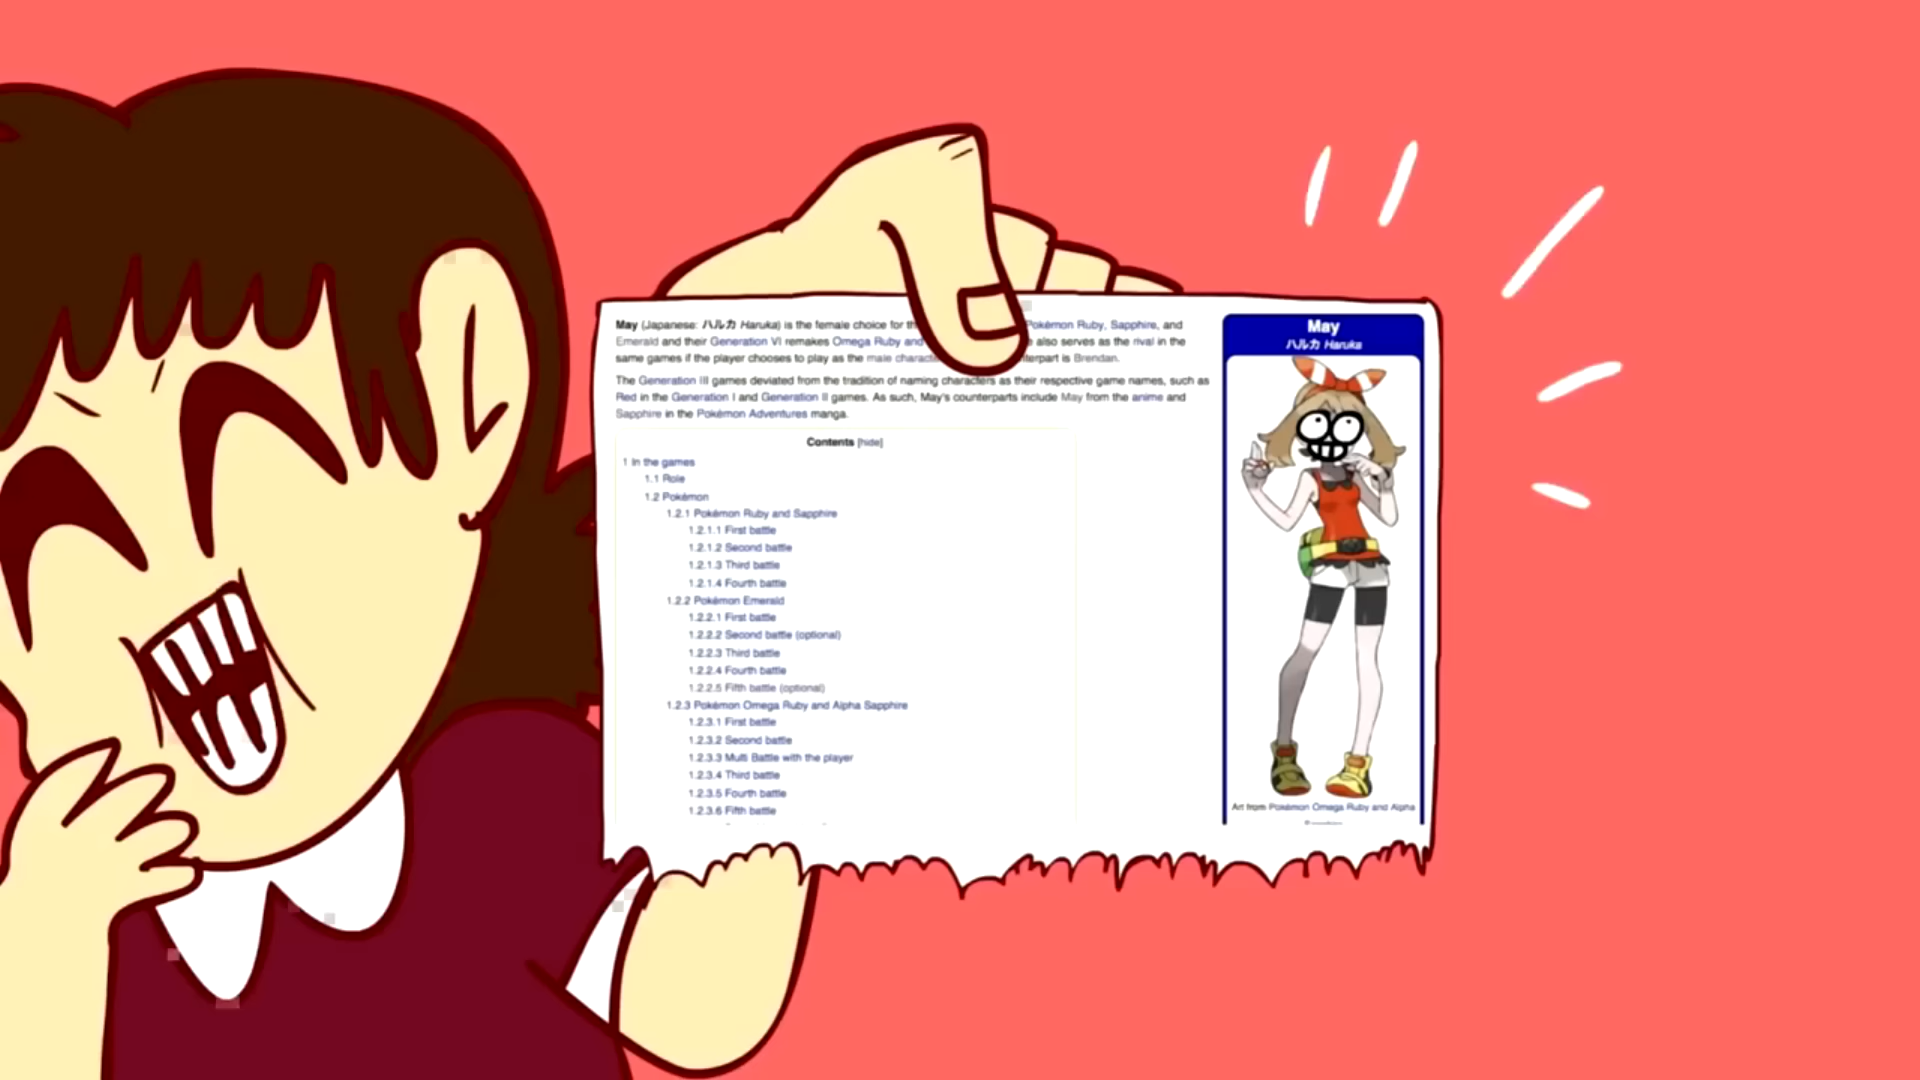 May (Japanese: ハルカ Haruka) is the female choice for th Pokémon Ruby, Sapphire, and
Emerald and their Generation VI remakes Omega Ruby and also serves as the rival in the
same games if the player chooses to play as the male characte terpart is Brendan.
The Generation III games deviated from the tradition of naming characters as their respective game names, such as
Red in the Generation I and Generation II games. As such, May's counterparts include May from the anime and
Sapphire in the Pokémon Adventures manga.
Contents [hide]
1 In the games
1.1 Role
1.2 Pokémon
1.2.1 Pokémon Ruby and Sapphire
1.2.1.1 First battle
1.2.1.2 Second battle
1.2.1.3 Third battle
1.2.1.4 Fourth battle
1.2.2 Pokémon Emerald
1.2.2.1 First battle
1.2.2.2 Second battle (optional)
1.2.2.3 Third battle
1.2.2.4 Fourth battle
1.2.2.5 Fifth battle (optional)
1.2.3 Pokémon Omega Ruby and Alpha Sapphire
1.2.3.1 First battle
1.2.3.2 Second battle
1.2.3.3 Multi Battle with the player
1.2.3.4 Third battle
1.2.3.5 Fourth battle
1.2.3.6 Fifth battle
May
ハルカ Haruka
Art from Pokémon Omega Ruby and Alpha